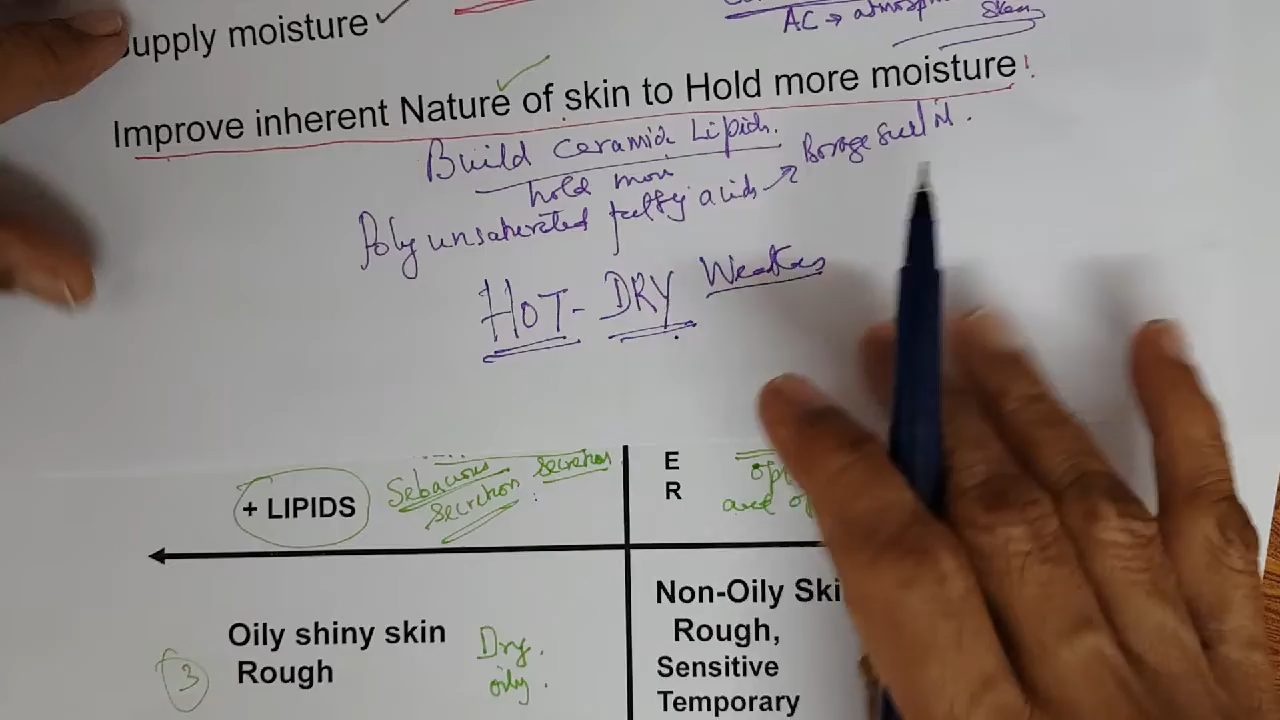 Supply moisture
AC → atmosp
Skin
Improve inherent Nature of skin to Hold more moisture!
Build ceramide Lipids.
hold more
Poly unsaturated fatty acids → Borage seed oil.
HOT - DRY Weather
+ LIPIDS
Sebacious secretion
secretion
E
R
Oily shiny skin
Rough
Dry.
oily.
3
Non-Oily Ski
Rough,
Sensitive
Temporary